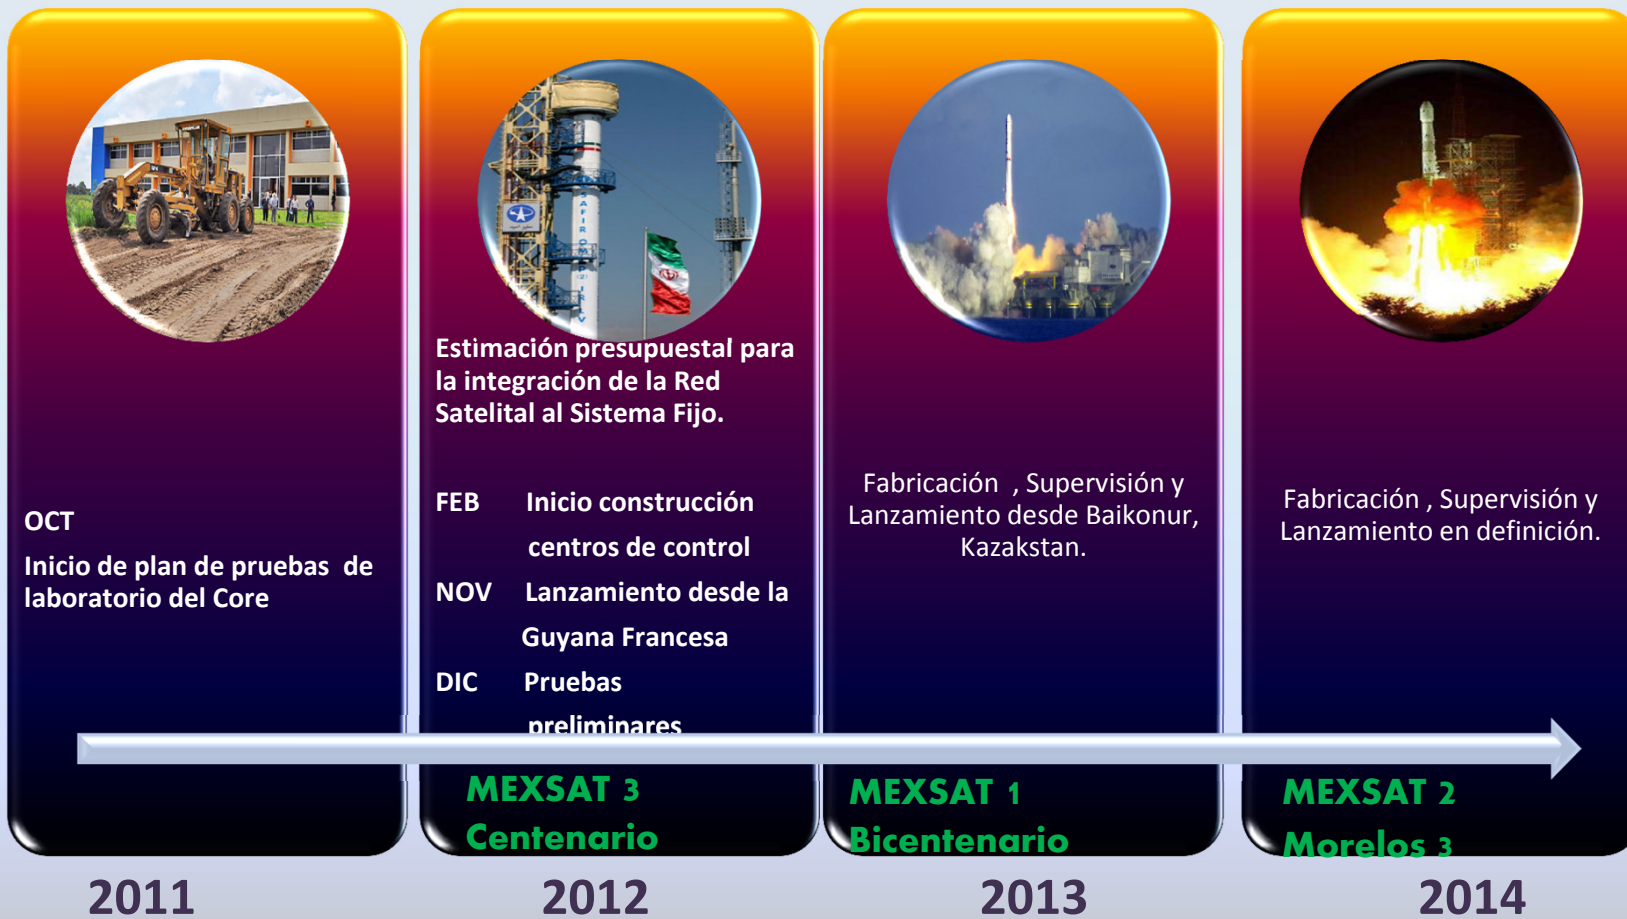 OCT
Inicio de plan de pruebas de
laboratorio del Core
SAFIR OMID
Estimación presupuestal para
la integración de la Red
Satelital al Sistema Fijo.
FEB Inicio construcción
centros de control
NOV Lanzamiento desde la
Guyana Francesa
DIC Pruebas
preliminares
Fabricación , Supervisión y
Lanzamiento desde Baikonur,
Kazakstan.
Fabricación , Supervisión y
Lanzamiento en definición.
MEXSAT 3
Centenario
MEXSAT 1
Bicentenario
MEXSAT 2
Morelos 3
2011
2012
2013
2014